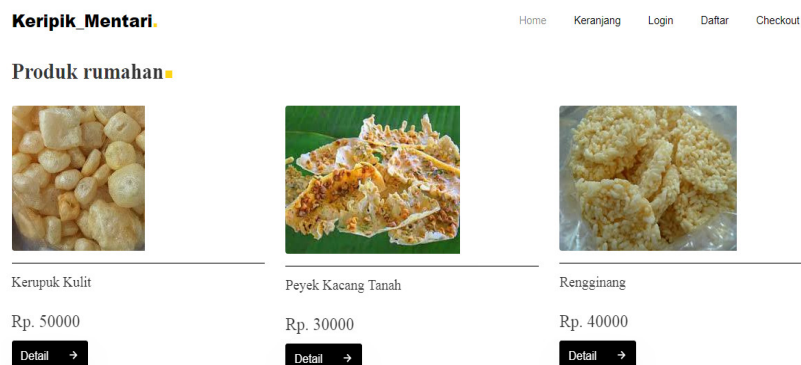 Keripik_Mentari.
Home Keranjang Login Daftar Checkout
Produk rumahan
Kerupuk Kulit
Rp. 50000
Detail →
Peyek Kacang Tanah
Rp. 30000
Detail →
Rengginang
Rp. 40000
Detail →